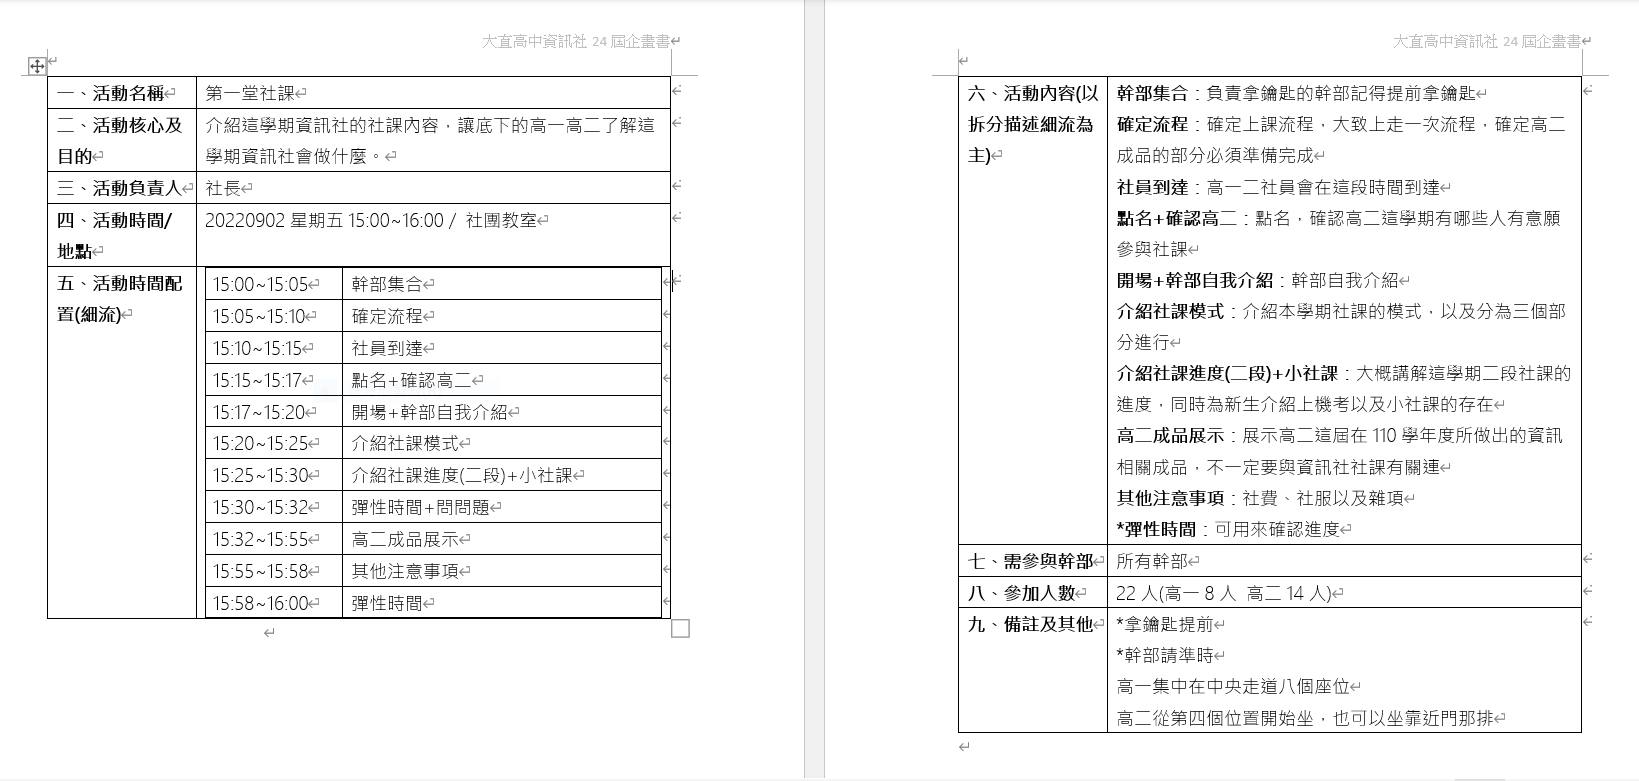 大直高中資訊社 24 屆企畫書
一、活動名稱 第一堂社課
二、活動核心及 介紹這學期資訊社的社課內容，讓底下的高一高二了解這
目的 學期資訊社會做什麼。
三、活動負責人 社長
四、活動時間/ 20220902 星期五 15:00~16:00 / 社團教室
地點
五、活動時間配 15:00~15:05 幹部集合
置(細流) 15:05~15:10 確定流程
15:10~15:15 社員到達
15:15~15:17 點名+確認高二
15:17~15:20 開場+幹部自我介紹
15:20~15:25 介紹社課模式
15:25~15:30 介紹社課進度(二段)+小社課
15:30~15:32 彈性時間+問問題
15:32~15:55 高二成品展示
15:55~15:58 其他注意事項
15:58~16:00 彈性時間
大直高中資訊社 24 屆企畫書
六、活動內容(以 幹部集合：負責拿鑰匙的幹部記得提前拿鑰匙
拆分描述細流為 確定流程：確定上課流程，大致上走一次流程，確定高二
主) 成品的部分必須準備完成
社員到達：高一二社員會在這段時間到達
點名+確認高二：點名，確認高二這學期有哪些人有意願
參與社課
開場+幹部自我介紹：幹部自我介紹
介紹社課模式：介紹本學期社課的模式，以及分為三個部
分進行
介紹社課進度(二段)+小社課：大概講解這學期二段社課的
進度，同時為新生介紹上機考以及小社課的存在
高二成品展示：展示高二這屆在 110 學年度所做出的資訊
相關成品，不一定要與資訊社社課有關連
其他注意事項：社費、社服以及雜項
*彈性時間：可用來確認進度
七、需參與幹部 所有幹部
八、參加人數 22 人(高一 8 人 高二 14 人)
九、備註及其他 *拿鑰匙提前
*幹部請準時
高一集中在中央走道八個座位
高二從第四個位置開始坐，也可以坐靠近門那排